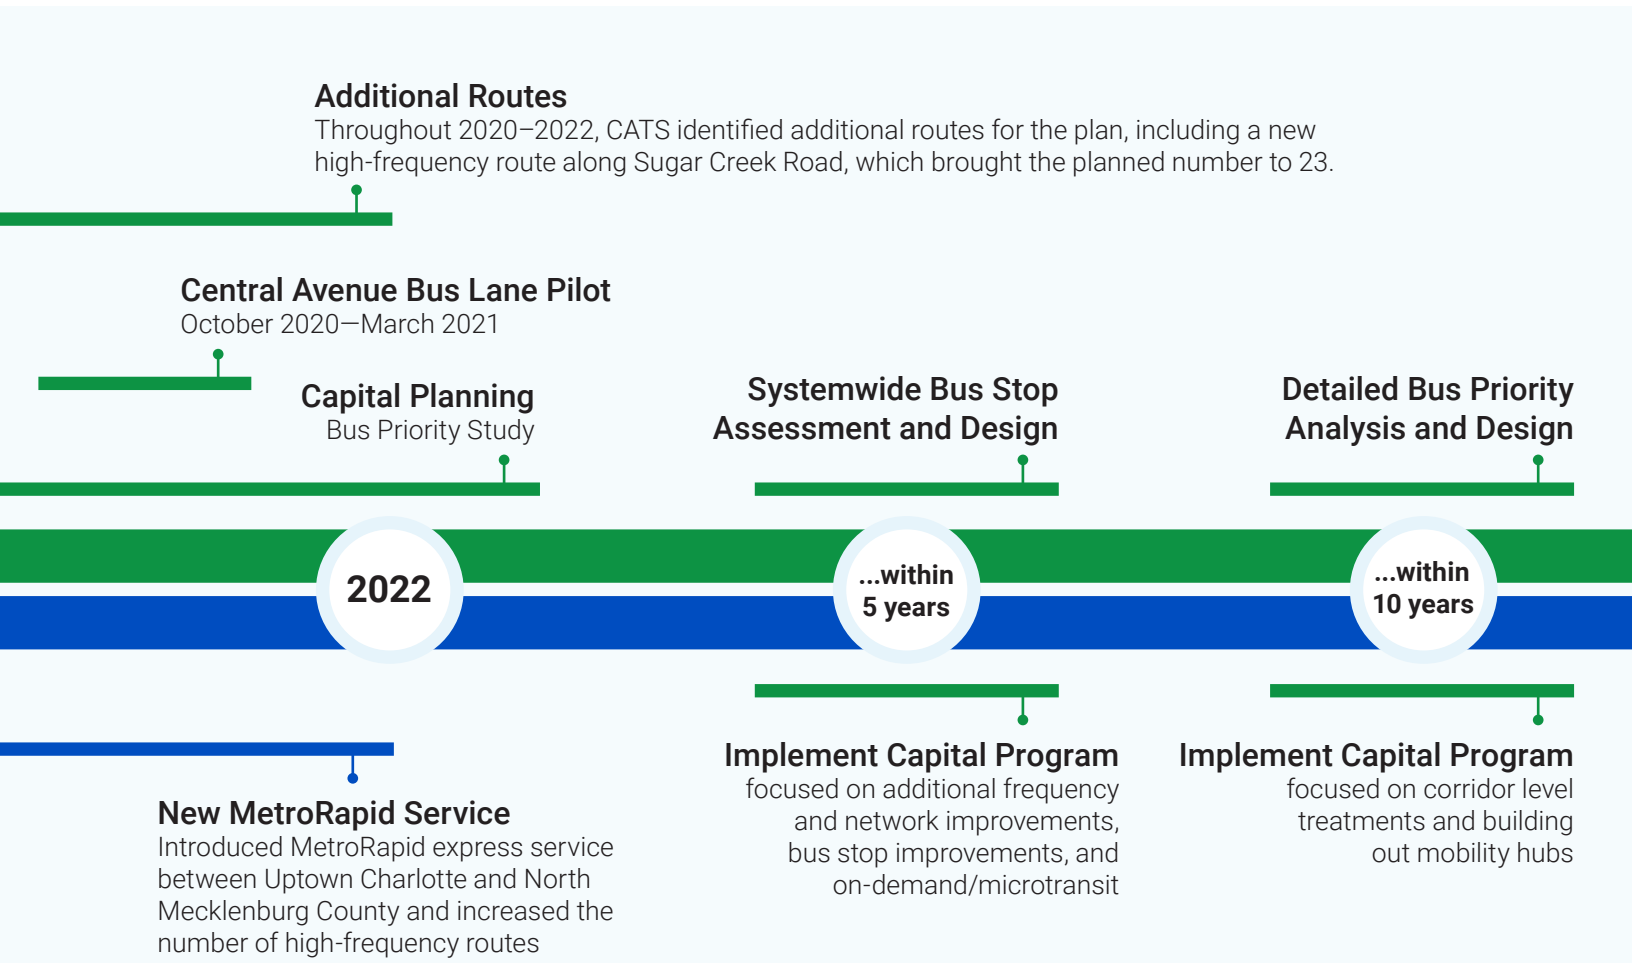 Additional Routes
Throughout 2020–2022, CATS identified additional routes for the plan, including a new
high-frequency route along Sugar Creek Road, which brought the planned number to 23.
Central Avenue Bus Lane Pilot
October 2020—March 2021
Capital Planning
Bus Priority Study
Systemwide Bus Stop
Assessment and Design
Detailed Bus Priority
Analysis and Design
2022
...within
5 years
...within
10 years
New MetroRapid Service
Introduced MetroRapid express service
between Uptown Charlotte and North
Mecklenburg County and increased the
number of high-frequency routes
Implement Capital Program
focused on additional frequency
and network improvements,
bus stop improvements, and
on-demand/microtransit
Implement Capital Program
focused on corridor level
treatments and building
out mobility hubs